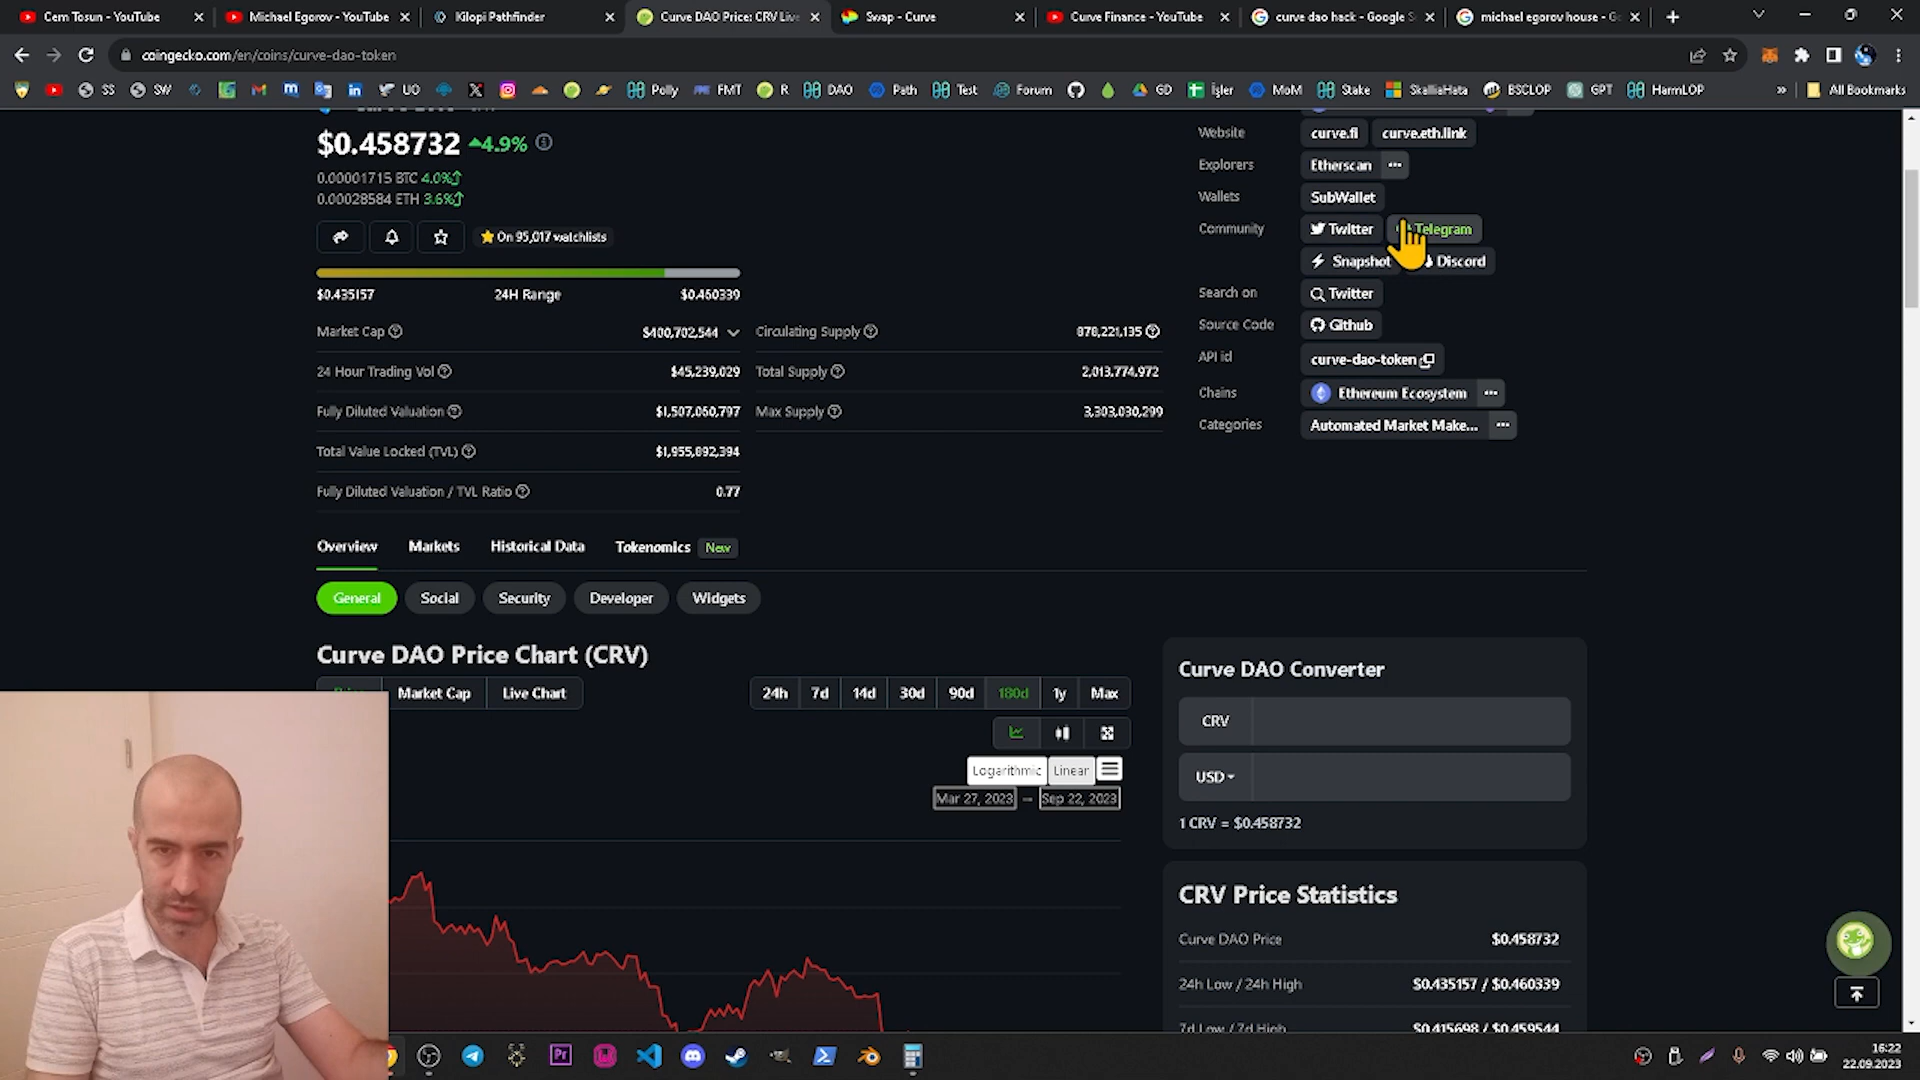 Cem Tosun - YouTube
Michael Egorov - YouTube
Kilopi Pathfinder
Curve DAO Price: CRV Live
Swap - Curve
Curve Finance - YouTube
curve dao hack - Google S
michael egorov house - G
coingecko.com/en/coins/curve-dao-token
SS
SW
UO
Polly
FMT
R
DAO
Path
Test
Forum
GD
İşler
MoM
Stake
SkalliaHata
BSCLOP
GPT
HarmLOP
»
All Bookmarks
$0.458732
4.9%
0.00001715 BTC 4.0%
0.00028584 ETH 3.6%
On 95,017 watchlists
$0.435157
24H Range
$0.460339
Market Cap
$400,702,544
24 Hour Trading Vol
$45,239,029
Fully Diluted Valuation
$1,507,060,797
Total Value Locked (TVL)
$1,955,892,394
Fully Diluted Valuation / TVL Ratio
0.77
Circulating Supply
878,221,135
Total Supply
2,013,774,972
Max Supply
3,303,030,299
Website
curve.fi
curve.eth.link
Explorers
Etherscan
Wallets
SubWallet
Community
Twitter
Telegram
Snapshot
Discord
Search on
Twitter
Source Code
Github
API id
curve-dao-token
Chains
Ethereum Ecosystem
Categories
Automated Market Make...
Overview
Markets
Historical Data
Tokenomics
New
General
Social
Security
Developer
Widgets
Curve DAO Price Chart (CRV)
Market Cap
Live Chart
24h
7d
14d
30d
90d
180d
1y
Max
Logarithmic
Linear
Mar 27, 2023
→
Sep 22, 2023
Curve DAO Converter
CRV
USD
1 CRV = $0.458732
CRV Price Statistics
Curve DAO Price
$0.458732
24h Low / 24h High
$0.435157 / $0.460339
7d Low / 7d High
$0.415698 / $0.459544
16:22
22.09.2023